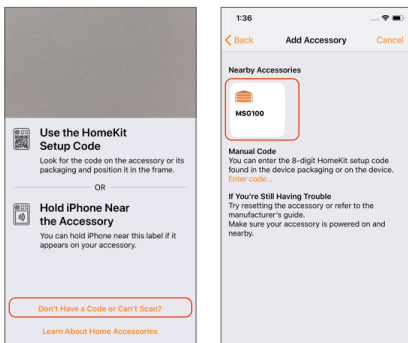 Use the HomeKit
Setup Code
Look for the code on the accessory or its
packaging and position it in the frame.
OR
Hold iPhone Near
the Accessory
You can hold iPhone near this label if it
appears on your accessory.
Don't Have a Code or Can't Scan?
Learn About Home Accessories
1:36
Back Add Accessory Cancel
Nearby Accessories
MSG100
Manual Code
You can enter the 8-digit HomeKit setup code
found in the device packaging or on the device.
Enter code...
If You're Still Having Trouble
Try resetting the accessory or refer to the
manufacturer's guide.
Make sure your accessory is powered on and
nearby.